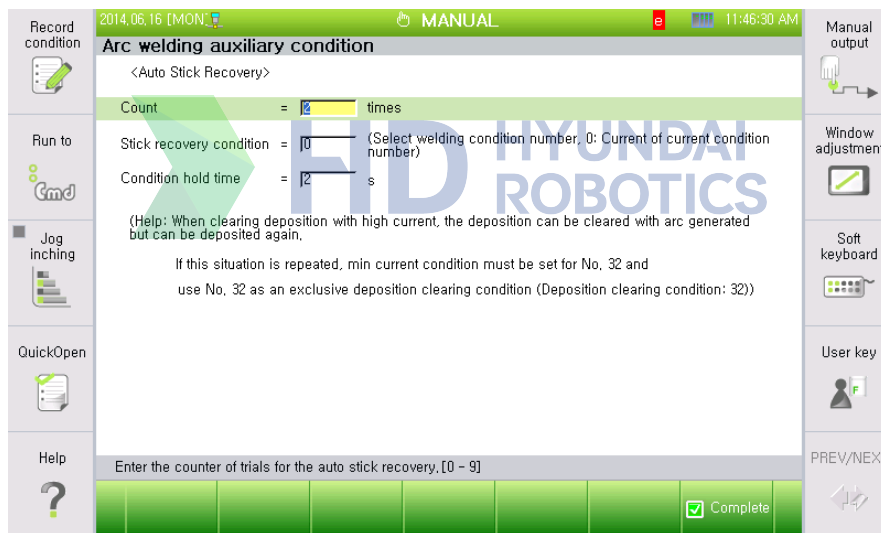 Record condition
Run to
Cmd
Jog inching
QuickOpen
Help
?
2014.06.16 [MON]
MANUAL
e
11:46:30 AM
Arc welding auxiliary condition
<Auto Stick Recovery>
Count = 2 times
Stick recovery condition = 0 (Select welding condition number, 0: Current of current condition
number)
Condition hold time = 2 s
(Help: When clearing deposition with high current, the deposition can be cleared with arc generated
but can be deposited again,
If this situation is repeated, min current condition must be set for No, 32 and
use No, 32 as an exclusive deposition clearing condition (Deposition clearing condition: 32))
HD HYUNDAI
ROBOTICS
Enter the counter of trials for the auto stick recovery,[0 - 9]
Complete
Manual output
Window adjustmen
Soft keyboard
User key
F
PREV/NEX